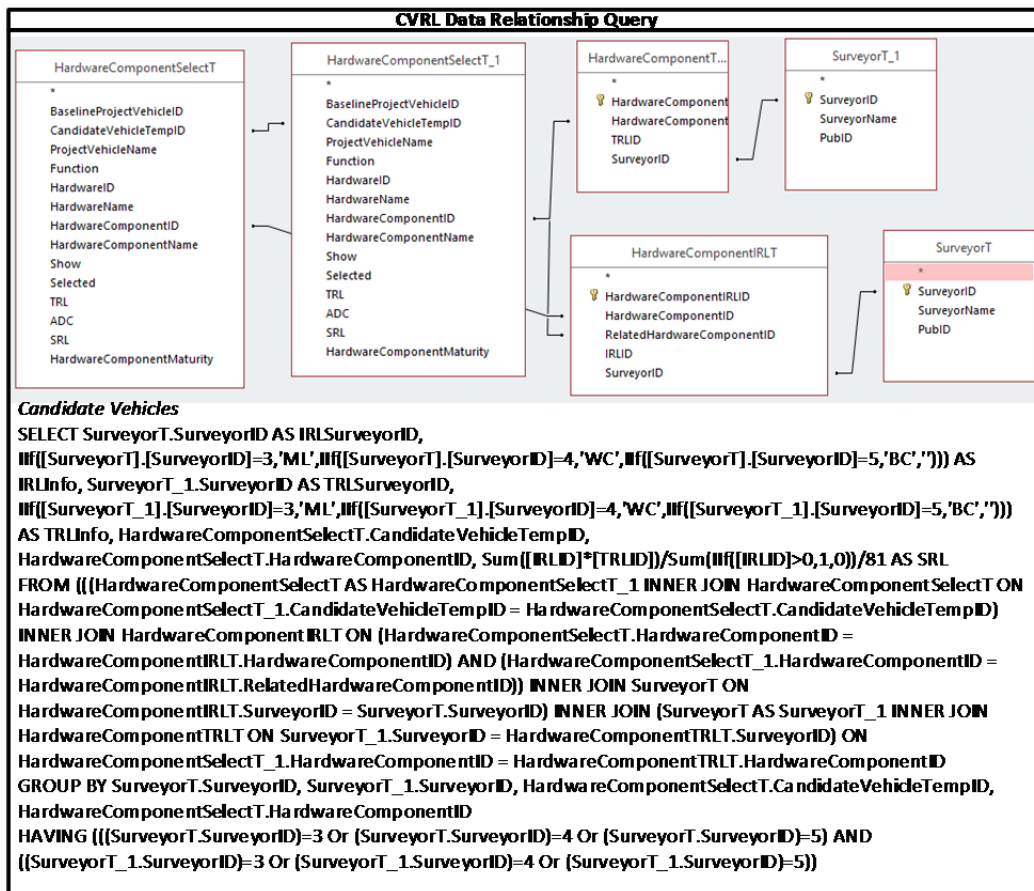 CVRL Data Relationship Query
HardwareComponentSelectT
*
BaselineProjectVehicleID
CandidateVehicleTempID
ProjectVehicleName
Function
HardwareID
HardwareName
HardwareComponentID
HardwareComponentName
Show
Selected
TRL
ADC
SRL
HardwareComponentMaturity
HardwareComponentSelectT_1
*
BaselineProjectVehicleID
CandidateVehicleTempID
ProjectVehicleName
Function
HardwareID
HardwareName
HardwareComponentID
HardwareComponentName
Show
Selected
TRL
ADC
SRL
HardwareComponentMaturity
HardwareComponentT...
*
HardwareComponent
HardwareComponent
TRLID
SurveyorID
SurveyorT_1
*
SurveyorID
SurveyorName
PubID
HardwareComponentIRLT
*
HardwareComponentIRLID
HardwareComponentID
RelatedHardwareComponentID
IRLID
SurveyorID
SurveyorT
*
SurveyorID
SurveyorName
PubID
Candidate Vehicles
SELECT SurveyorT.SurveyorID AS IRLSurveyorID,
IIf([SurveyorT].[SurveyorID]=3,'ML',IIf([SurveyorT].[SurveyorID]=4,'WC',IIf([SurveyorT].[SurveyorID]=5,'BC',''))) AS
IRLInfo, SurveyorT_1.SurveyorID AS TRLSurveyorID,
IIf([SurveyorT_1].[SurveyorID]=3,'ML',IIf([SurveyorT_1].[SurveyorID]=4,'WC',IIf([SurveyorT_1].[SurveyorID]=5,'BC','')))
AS TRLInfo, HardwareComponentSelectT.CandidateVehicleTempID,
HardwareComponentSelectT.HardwareComponentID, Sum([IRLID]*[TRLID])/Sum(IIf([IRLID]>0,1,0))/81 AS SRL
FROM (((HardwareComponentSelectT AS HardwareComponentSelectT_1 INNER JOIN HardwareComponentSelectT ON
HardwareComponentSelectT_1.CandidateVehicleTempID = HardwareComponentSelectT.CandidateVehicleTempID)
INNER JOIN HardwareComponentIRLT ON (HardwareComponentSelectT.HardwareComponentID =
HardwareComponentIRLT.HardwareComponentID) AND (HardwareComponentSelectT_1.HardwareComponentID =
HardwareComponentIRLT.RelatedHardwareComponentID)) INNER JOIN SurveyorT ON
HardwareComponentIRLT.SurveyorID = SurveyorT.SurveyorID) INNER JOIN (SurveyorT AS SurveyorT_1 INNER JOIN
HardwareComponentTRLT ON SurveyorT_1.SurveyorID = HardwareComponentTRLT.SurveyorID) ON
HardwareComponentSelectT_1.HardwareComponentID = HardwareComponentTRLT.HardwareComponentID
GROUP BY SurveyorT.SurveyorID, SurveyorT_1.SurveyorID, HardwareComponentSelectT.CandidateVehicleTempID,
HardwareComponentSelectT.HardwareComponentID
HAVING (((SurveyorT.SurveyorID)=3 Or (SurveyorT.SurveyorID)=4 Or (SurveyorT.SurveyorID)=5) AND
((SurveyorT_1.SurveyorID)=3 Or (SurveyorT_1.SurveyorID)=4 Or (SurveyorT_1.SurveyorID)=5))